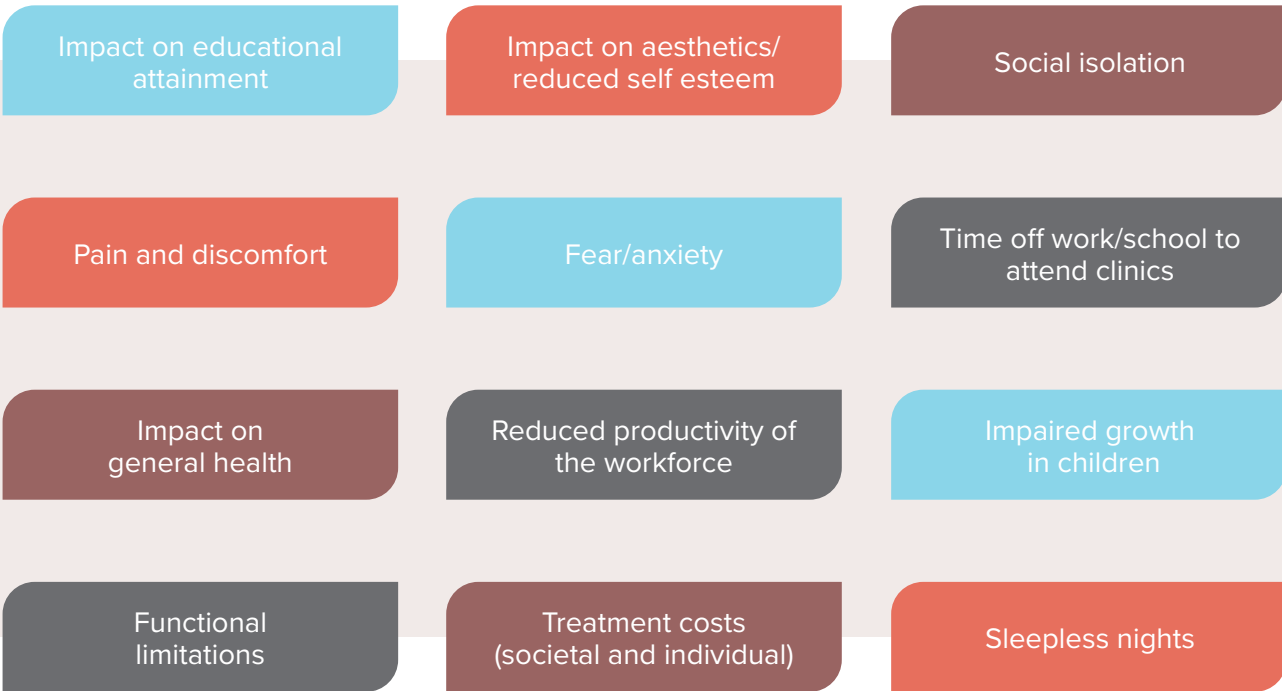 Impact on educational
attainment
Impact on aesthetics/
reduced self esteem
Social isolation
Pain and discomfort
Fear/anxiety
Time off work/school to
attend clinics
Impact on
general health
Reduced productivity of
the workforce
Impaired growth
in children
Functional
limitations
Treatment costs
(societal and individual)
Sleepless nights